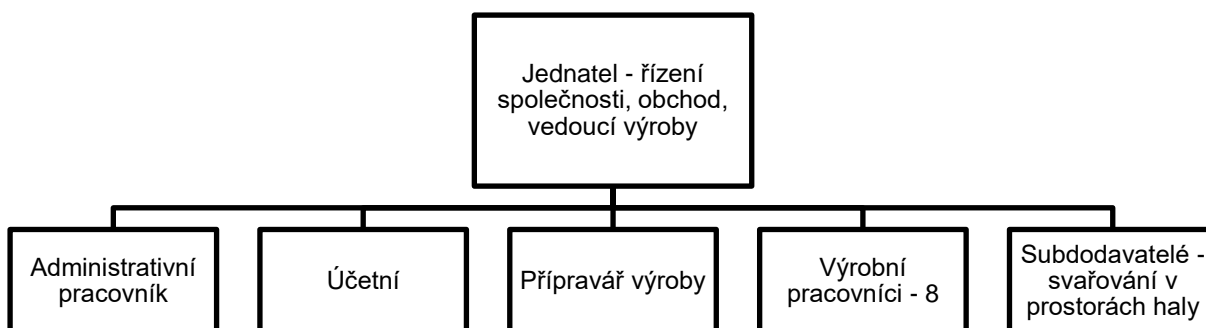 Jednatel - řízení
společnosti, obchod,
vedoucí výroby
Administrativní
pracovník
Účetní
Přípravář výroby
Výrobní
pracovníci - 8
Subdodavatelé -
svařování v
prostorách haly